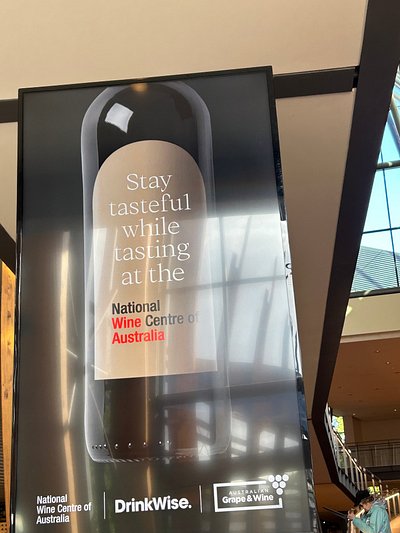 Stay
tasteful
while
tasting
at the
National
Wine Centre of
Australia
National
Wine Centre of
Australia
DrinkWise.
AUSTRALIAN
Grape & Wine